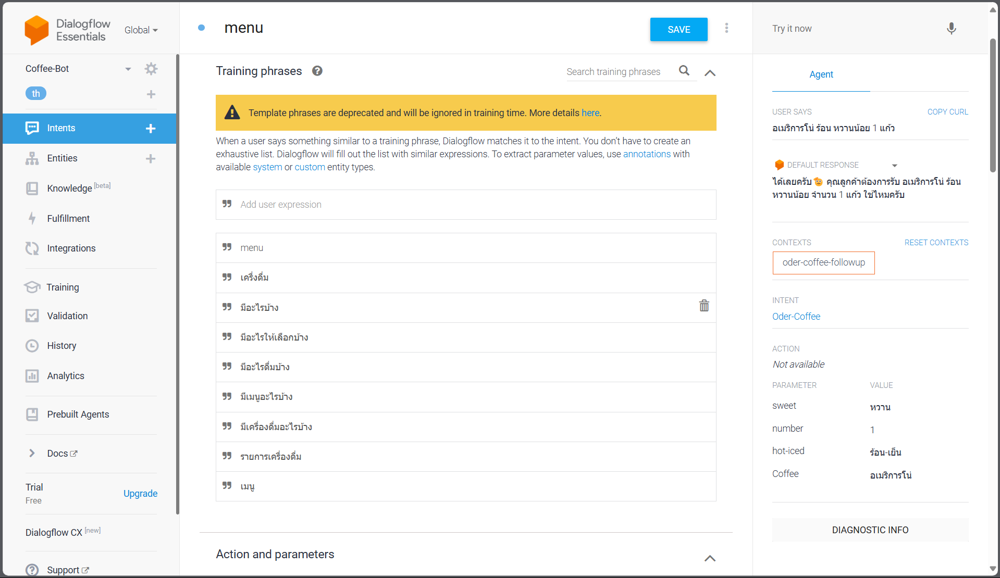 Dialogflow
Essentials
Global
Coffee-Bot
th
Intents
Entities
Knowledge [beta]
Fulfillment
Integrations
Training
Validation
History
Analytics
Prebuilt Agents
Docs
Trial
Free
Upgrade
Dialogflow CX [new]
Support
menu
SAVE
Training phrases
Search training phrases
Template phrases are deprecated and will be ignored in training time. More details here.
When a user says something similar to a training phrase, Dialogflow matches it to the intent. You don’t have to create an
exhaustive list. Dialogflow will fill out the list with similar expressions. To extract parameter values, use annotations with
available system or custom entity types.
Add user expression
menu
เครื่งดื่ม
มีอะไรบ้าง
มีอะไรให้เลือกบ้าง
มีอะไรดื่มบ้าง
มีเมนูอะไรบ้าง
มีเครื่องดื่มอะไรบ้าง
รายการเครื่องดื่ม
เมนู
Action and parameters
Try it now
Agent
USER SAYS
COPY CURL
อเมริการโน่ ร้อน หวานน้อย 1 แก้ว
DEFAULT RESPONSE
ได้เลยครับ🫡 คุณลูกค้าต้องการรับ อเมริการโน่ ร้อน
หวานน้อย จำนวน 1 แก้ว ใช่ไหมครับ
CONTEXTS
RESET CONTEXTS
oder-coffee-followup
INTENT
Oder-Coffee
ACTION
Not available
PARAMETER VALUE
sweet หวาน
number 1
hot-iced ร้อน-เย็น
Coffee อเมริการโน่
DIAGNOSTIC INFO